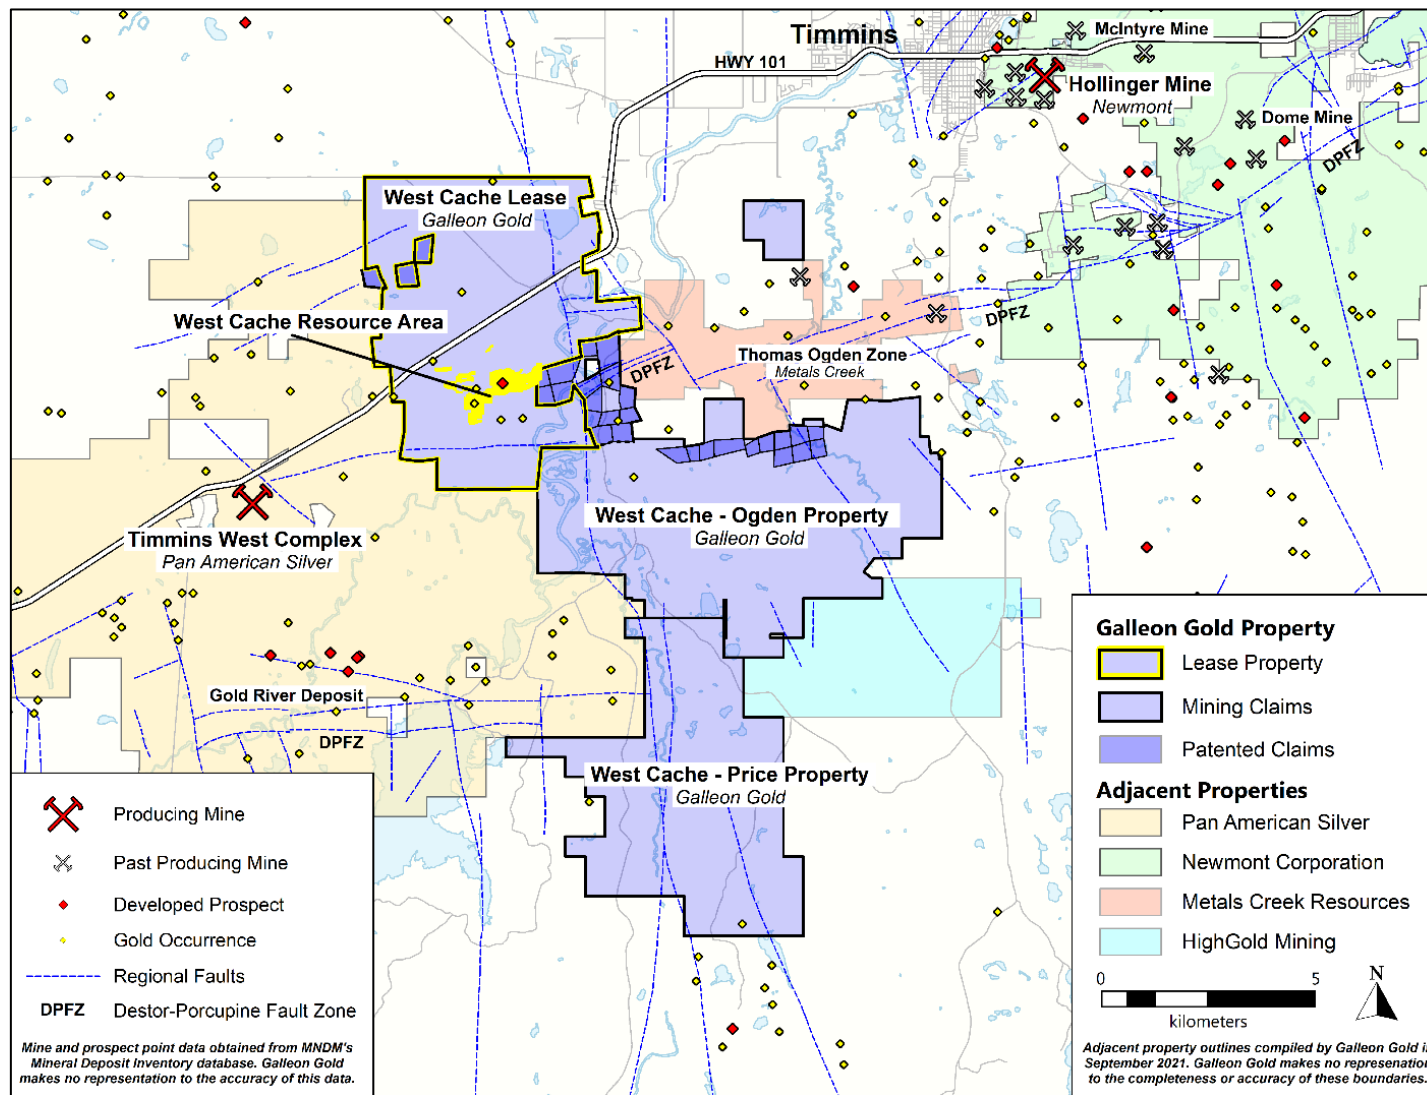 Timmins
McIntyre Mine
HWY 101
Hollinger Mine
Newmont
Dome Mine
DPFZ
West Cache Lease
Galleon Gold
West Cache Resource Area
DPFZ
Thomas Ogden Zone
Metals Creek
DPFZ
West Cache - Ogden Property
Galleon Gold
Timmins West Complex
Pan American Silver
Gold River Deposit
DPFZ
West Cache - Price Property
Galleon Gold
Producing Mine
Past Producing Mine
Developed Prospect
Gold Occurrence
Regional Faults
DPFZ Destor-Porcupine Fault Zone
Mine and prospect point data obtained from MNDM's
Mineral Deposit Inventory database. Galleon Gold
makes no representation to the accuracy of this data.
Galleon Gold Property
Lease Property
Mining Claims
Patented Claims
Adjacent Properties
Pan American Silver
Newmont Corporation
Metals Creek Resources
HighGold Mining
0 5
kilometers
N
Adjacent property outlines compiled by Galleon Gold i
September 2021. Galleon Gold makes no represenation
to the completeness or accuracy of these boundaries.